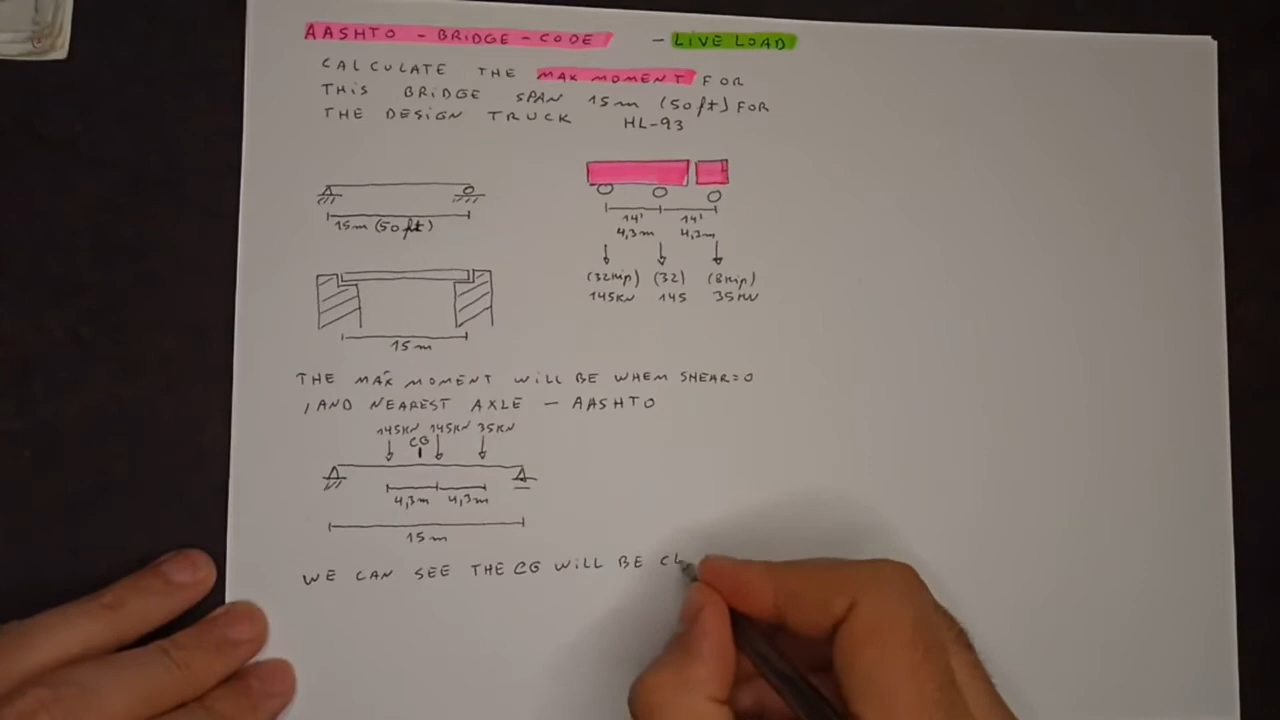 AASHTO - BRIDGE - CODE - LIVE LOAD
CALCULATE THE MAX MOMENT FOR
THIS BRIDGE SPAN 15m (50ft) FOR
THE DESIGN TRUCK HL-93
15m (50ft)
14' 14'
4,3m 4,3m
(32Kip) (32) (8Kip)
145KN 145 35KN
15m
THE MAX MOMENT WILL BE WHEM SHEAR=0
, AND NEAREST AXLE - AASHTO
145KN 145KN 35KN
CG
4,3m 4,3m
15m
WE CAN SEE THE CG WILL BE CL